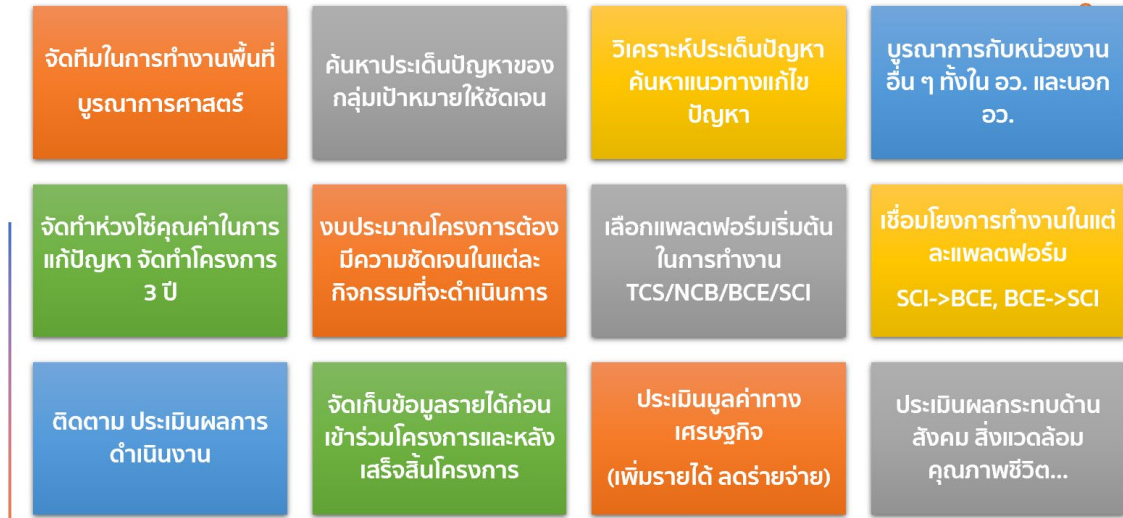 จัดทีมในการทำงานพื้นที่
บูรณาการศาสตร์
ค้นหาประเด็นปัญหาของ
กลุ่มเป้าหมายให้ชัดเจน
วิเคราะห์ประเด็นปัญหา
ค้นหาแนวทางแก้ไข
ปัญหา
บูรณาการกับหน่วยงาน
อื่น ๆ ทั้งใน อว. และนอก
อว.
จัดทำห่วงโซ่คุณค่าในการ
แก้ปัญหา จัดทำโครงการ
3 ปี
งบประมาณโครงการต้อง
มีความชัดเจนในแต่ละ
กิจกรรมที่จะดำเนินการ
เลือกแพลตฟอร์มเริ่มต้น
ในการทำงาน
TCS/NCB/BCE/SCI
เชื่อมโยงการทำงานในแต่
ละแพลตฟอร์ม
SCI->BCE, BCE->SCI
ติดตาม ประเมินผลการ
ดำเนินงาน
จัดเก็บข้อมูลรายได้ก่อน
เข้าร่วมโครงการและหลัง
เสร็จสิ้นโครงการ
ประเมินมูลค่าทาง
เศรษฐกิจ
(เพิ่มรายได้ ลดร่ายจ่าย)
ประเมินผลกระทบด้าน
สังคม สิ่งแวดล้อม
คุณภาพชีวิต...